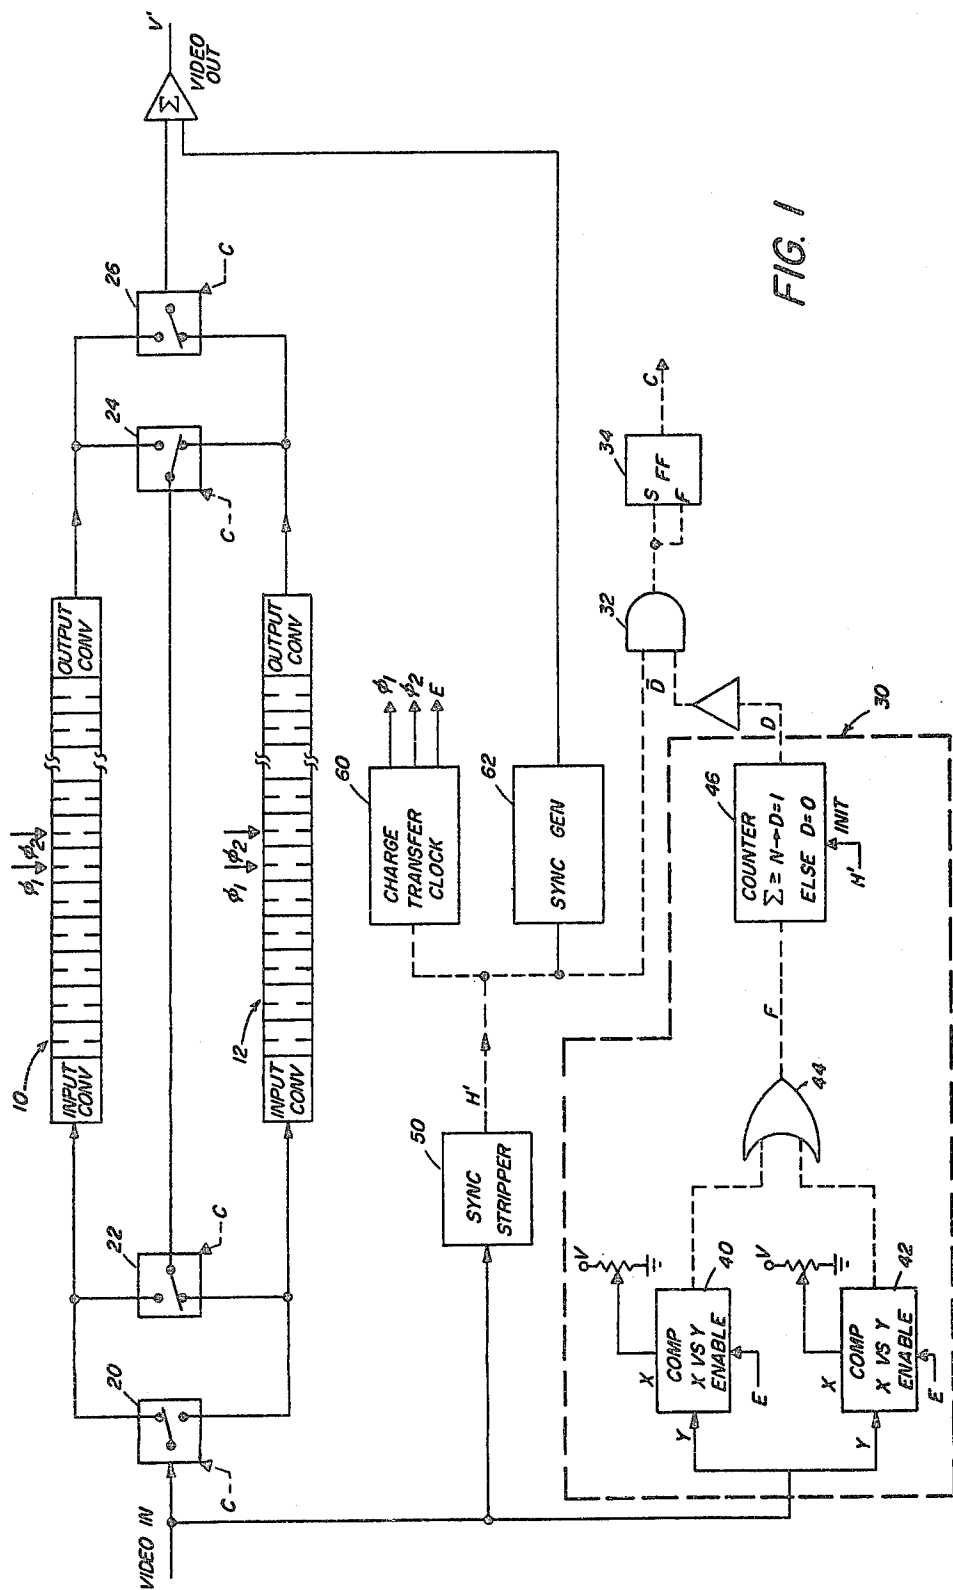 VIDEO IN
C
20
22
C
10
INPUT CONV
φ1 φ2
OUTPUT CONV
12
INPUT CONV
φ1 φ2
OUTPUT CONV
24
C
26
C
Σ
V'
VIDEO OUT
50
SYNC STRIPPER
H'
60
CHARGE TRANSFER CLOCK
φ1
φ2
E
62
SYNC GEN
32
D̄
D
34
S FF
F
C
30
V
X
40
COMP X VS Y ENABLE
Y
E
V
X
42
COMP X VS Y ENABLE
Y
E
44
F
46
COUNTER
Σ ≥ N → D=1
ELSE D=0
H'
INIT
FIG. 1